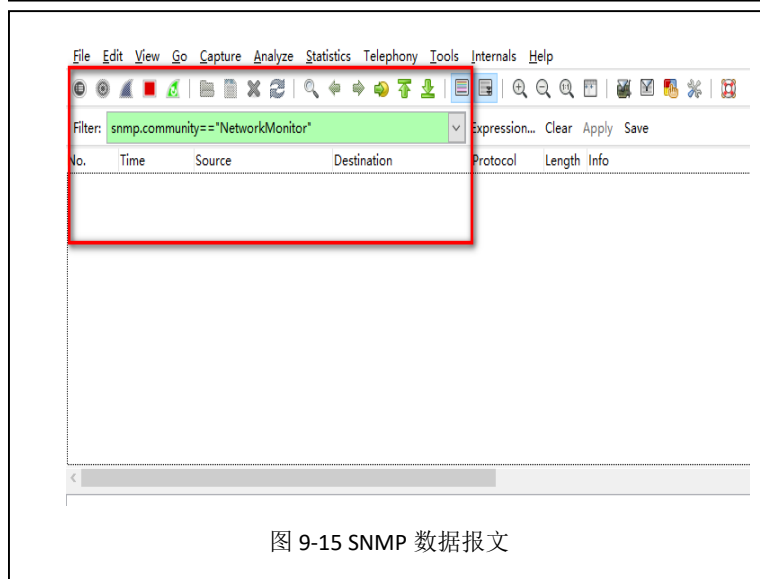 File Edit View Go Capture Analyze Statistics Telephony Tools Internals Help
Filter: snmp.community=="NetworkMonitor" Expression... Clear Apply Save
No. Time Source Destination Protocol Length Info
图 9-15 SNMP 数据报文